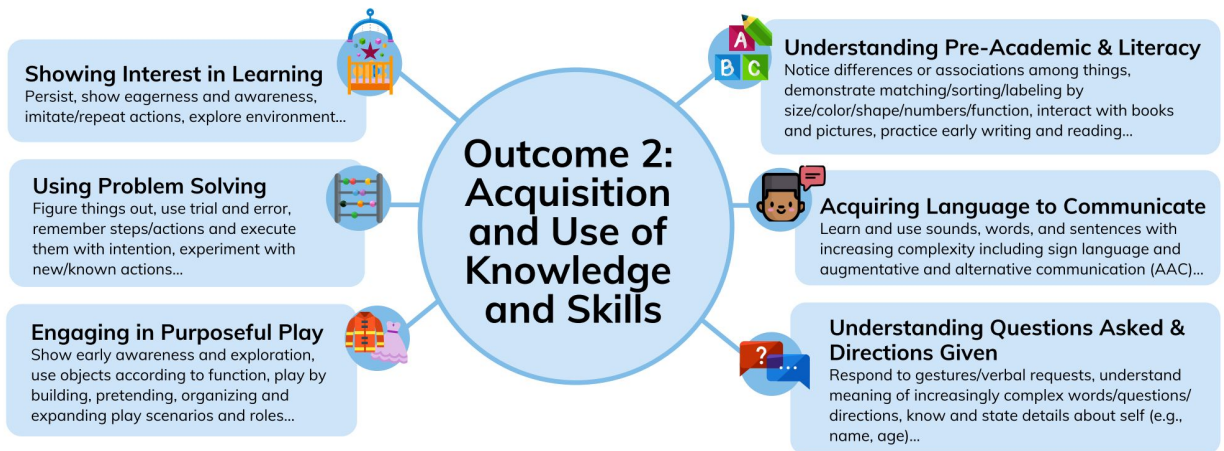 Showing Interest in Learning
Persist, show eagerness and awareness,
imitate/repeat actions, explore environment...
Using Problem Solving
Figure things out, use trial and error,
remember steps/actions and execute
them with intention, experiment with
new/known actions...
Engaging in Purposeful Play
Show early awareness and exploration,
use objects according to function, play by
building, pretending, organizing and
expanding play scenarios and roles...
Outcome 2:
Acquisition
and Use of
Knowledge
and Skills
A
B C
Understanding Pre-Academic & Literacy
Notice differences or associations among things,
demonstrate matching/sorting/labeling by
size/color/shape/numbers/function, interact with books
and pictures, practice early writing and reading...
Acquiring Language to Communicate
Learn and use sounds, words, and sentences with
increasing complexity including sign language and
augmentative and alternative communication (AAC)...
? ...
Understanding Questions Asked &
Directions Given
Respond to gestures/verbal requests, understand
meaning of increasingly complex words/questions/
directions, know and state details about self (e.g.,
name, age)...